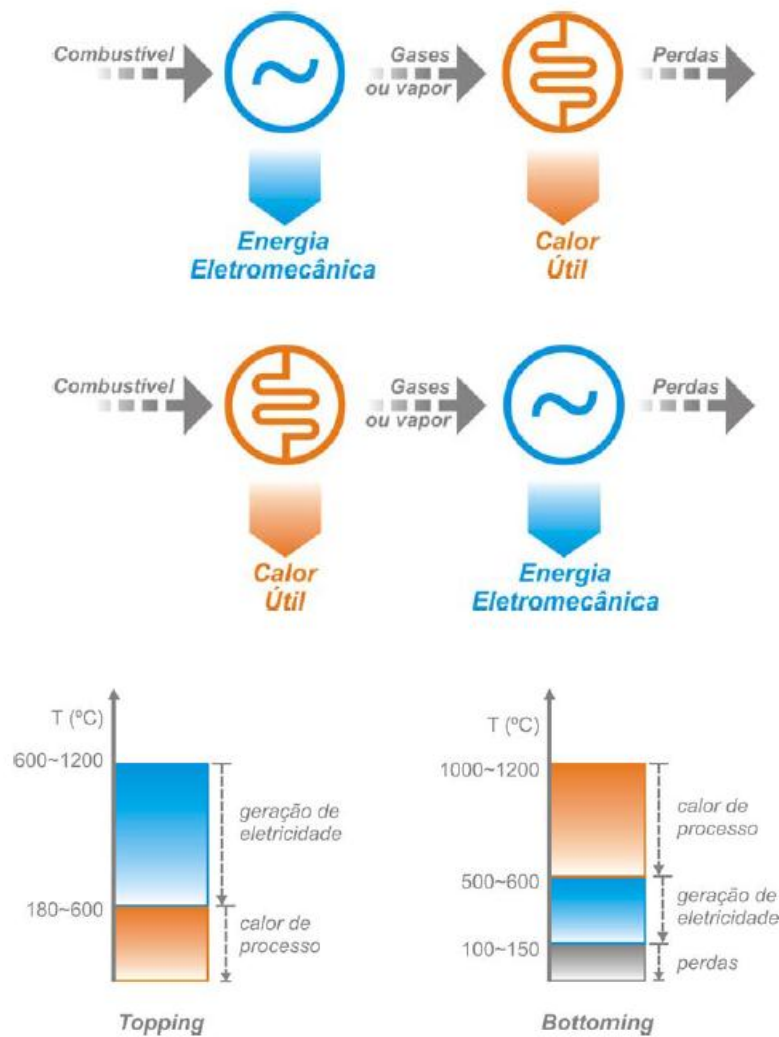 Combustível
Gases
ou vapor
Perdas
Energia
Eletromecânica
Calor
Útil
Combustível
Gases
ou vapor
Perdas
Calor
Útil
Energia
Eletromecânica
T (ºC)
600~1200
geração de
eletricidade
180~600
calor de
processo
Topping
T (ºC)
1000~1200
calor de
processo
500~600
geração de
eletricidade
100~150
perdas
Bottoming